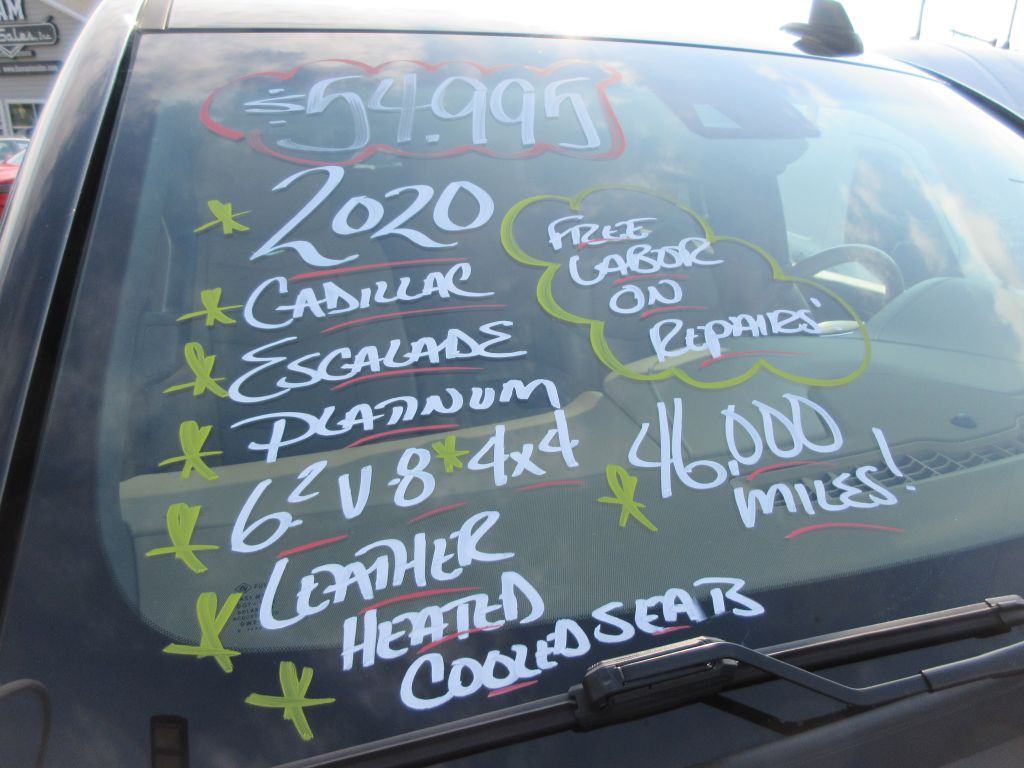 $54,995
2020
CADILLAC
ESCALADE
PLATINUM
6.2 V-8 * 4x4
LEATHER
HEATED
COOLED SEATS
FREE
LABOR
ON
REPAIRS!
46,000
MILES!